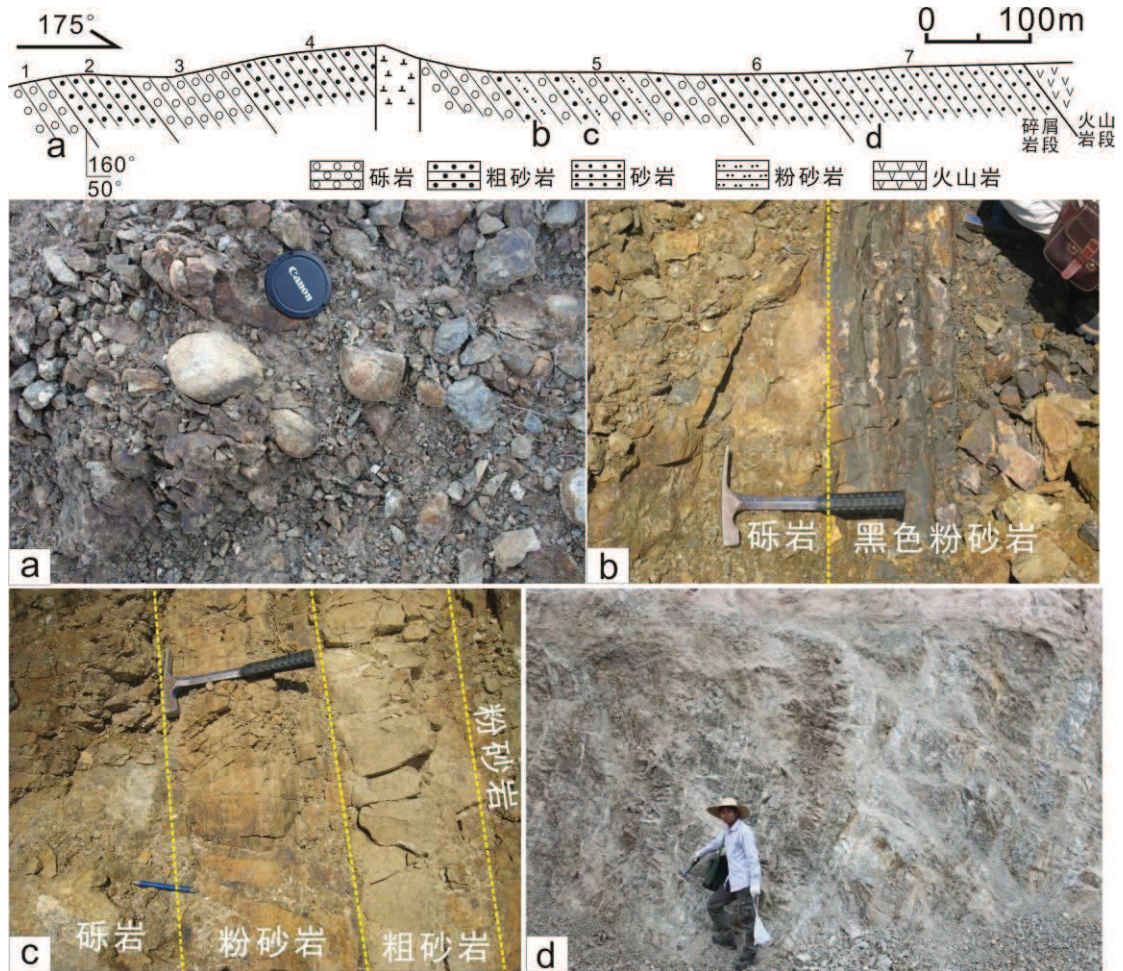 175°
0 100m
1 2 3 4 5 6 7
a b c d
160°
50°
碎屑 火山
岩段 岩段
砾岩 粗砂岩 砂岩 粉砂岩 火山岩
Canon
a
砾岩 黑色粉砂岩
b
粉砂岩
砾岩 粉砂岩 粗砂岩
c
d